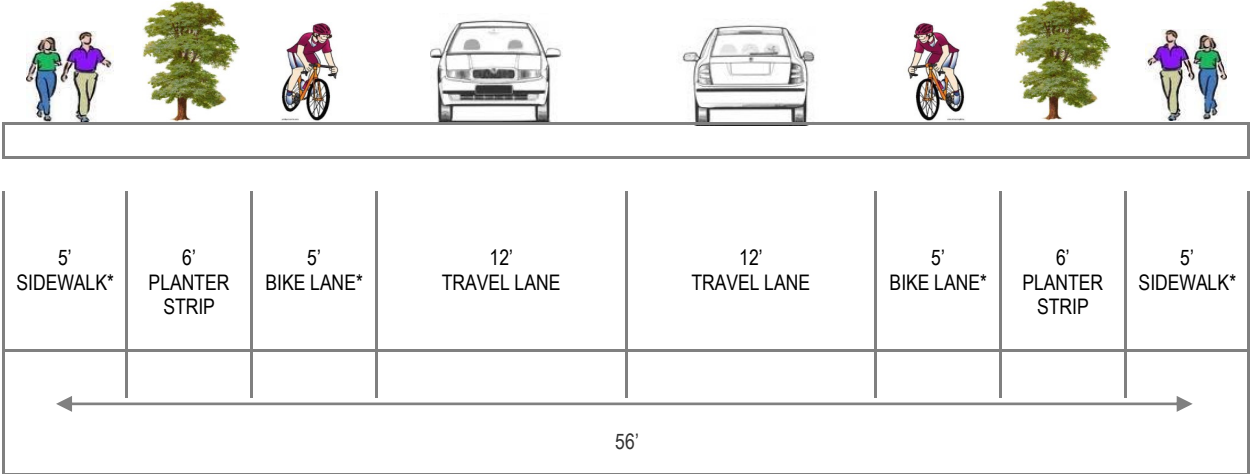 5’
SIDEWALK*
6’
PLANTER
STRIP
5’
BIKE LANE*
12’
TRAVEL LANE
12’
TRAVEL LANE
5’
BIKE LANE*
6’
PLANTER
STRIP
5’
SIDEWALK*
56’